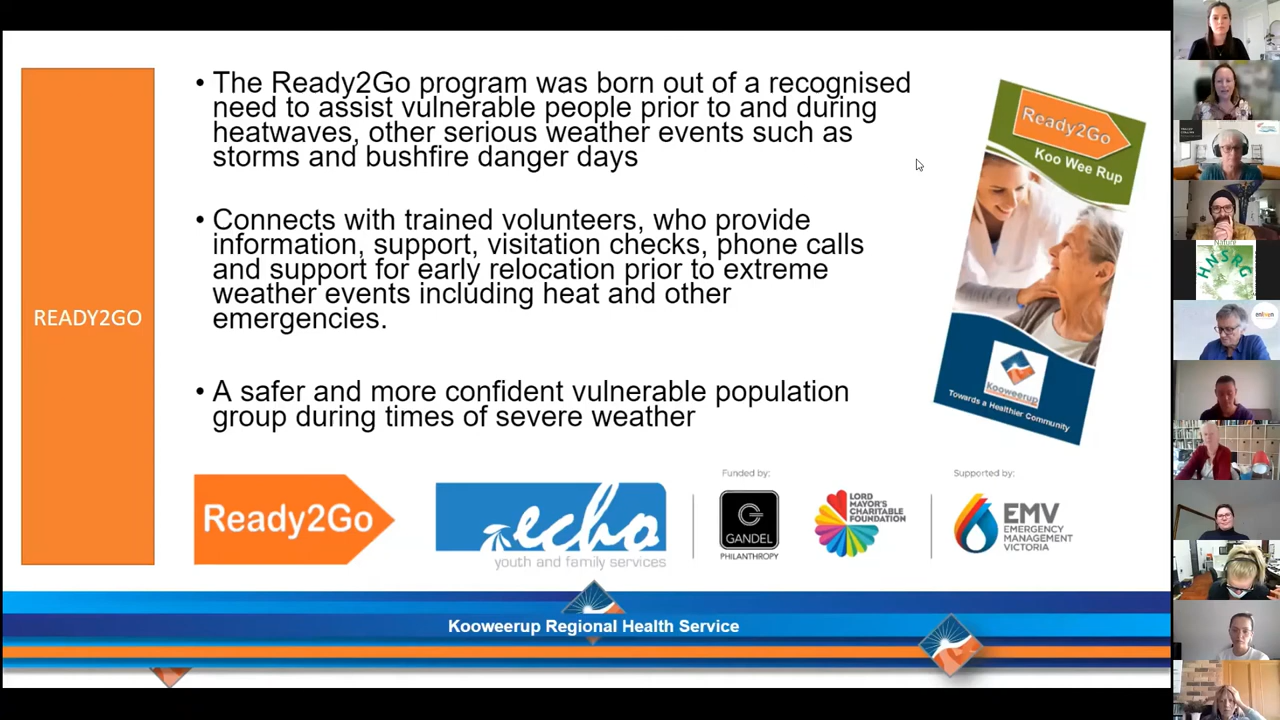 READY2GO
• The Ready2Go program was born out of a recognised
need to assist vulnerable people prior to and during
heatwaves, other serious weather events such as
storms and bushfire danger days
• Connects with trained volunteers, who provide
information, support, visitation checks, phone calls
and support for early relocation prior to extreme
weather events including heat and other
emergencies.
• A safer and more confident vulnerable population
group during times of severe weather
Ready2Go
Koo Wee Rup
Kooweerup
Towards a Healthier Community
Ready2Go
echo
youth and family services
Funded by:
GANDEL
PHILANTHROPY
LORD
MAYOR'S
CHARITABLE
FOUNDATION
Supported by:
EMV
EMERGENCY
MANAGEMENT
VICTORIA
Kooweerup Regional Health Service
Nature
HNSRG
enliven